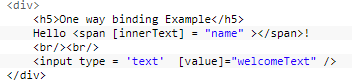 <div>
<h5>One way binding Example</h5>
Hello <span [innerText] = "name" ></span>!
<br/><br/>
<input type = 'text'  [value]="welcomeText" />
</div>